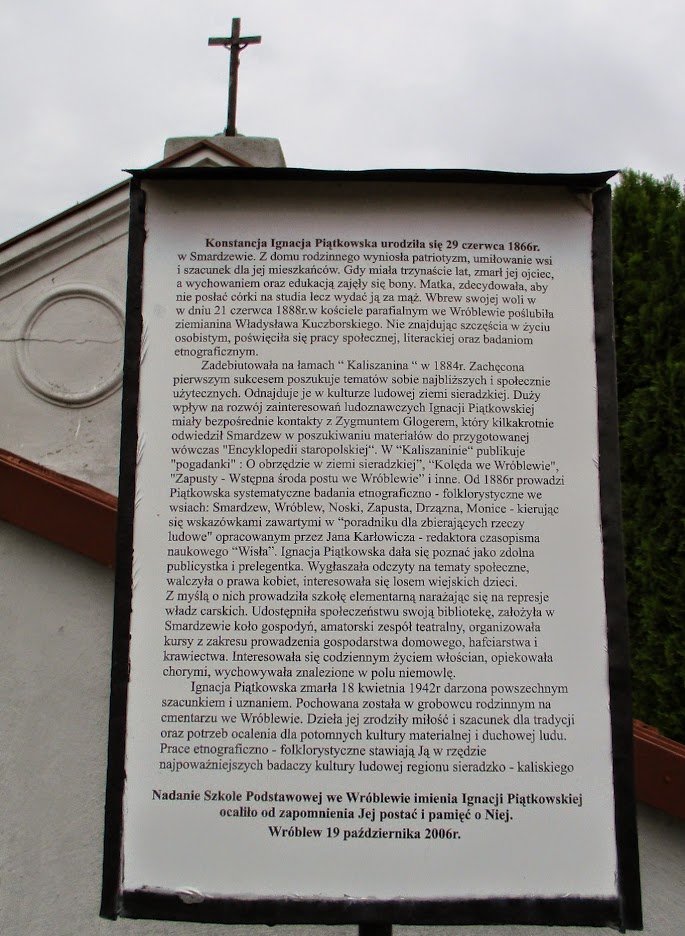 Konstancja Ignacja Piątkowska urodziła się 29 czerwca 1866r.
w Smardzewie. Z domu rodzinnego wyniosła patriotyzm, umiłowanie wsi
i szacunek dla jej mieszkańców. Gdy miała trzynaście lat, zmarł jej ojciec,
a wychowaniem oraz edukacją zajęły się bony. Matka, zdecydowała, aby
nie posłać córki na studia lecz wydać ją za mąż. Wbrew swojej woli w
w dniu 21 czerwca 1888r.w kościele parafialnym we Wróblewie poślubiła
ziemianina Władysława Kuczborskiego. Nie znajdując szczęścia w życiu
osobistym, poświęciła się pracy społecznej, literackiej oraz badaniom
etnograficznym.
Zadebiutowała na łamach “ Kaliszanina “ w 1884r. Zachęcona
pierwszym sukcesem poszukuje tematów sobie najbliższych i społecznie
użytecznych. Odnajduje je w kulturze ludowej ziemi sieradzkiej. Duży
wpływ na rozwój zainteresowań ludoznawczych Ignacji Piątkowskiej
miały bezpośrednie kontakty z Zygmuntem Glogerem, który kilkakrotnie
odwiedził Smardzew w poszukiwaniu materiałów do przygotowanej
wówczas "Encyklopedii staropolskiej“. W “Kaliszaninie“ publikuje
"pogadanki" : O obrzędzie w ziemi sieradzkiej”, “Kolęda we Wróblewie",
"Zapusty - Wstępna środa postu we Wróblewie” i inne. Od 1886r prowadzi
Piątkowska systematyczne badania etnograficzno - folklorystyczne we
wsiach: Smardzew, Wróblew, Noski, Zapusta, Drzązna, Monice - kierując
się wskazówkami zawartymi w “poradniku dla zbierających rzeczy
ludowe" opracowanym przez Jana Karłowicza - redaktora czasopisma
naukowego “Wisła”. Ignacja Piątkowska dała się poznać jako zdolna
publicystka i prelegentka. Wygłaszała odczyty na tematy społeczne,
walczyła o prawa kobiet, interesowała się losem wiejskich dzieci.
Z myślą o nich prowadziła szkołę elementarną narażając się na represje
władz carskich. Udostępniła społeczeństwu swoją bibliotekę, założyła w
Smardzewie koło gospodyń, amatorski zespół teatralny, organizowała
kursy z zakresu prowadzenia gospodarstwa domowego, hafciarstwa i
krawiectwa. Interesowała się codziennym życiem włościan, opiekowała
chorymi, wychowywała znalezione w polu niemowlę.
Ignacja Piątkowska zmarła 18 kwietnia 1942r darzona powszechnym
szacunkiem i uznaniem. Pochowana została w grobowcu rodzinnym na
cmentarzu we Wróblewie. Dzieła jej zrodziły miłość i szacunek dla tradycji
oraz potrzeb ocalenia dla potomnych kultury materialnej i duchowej ludu.
Prace etnograficzno - folklorystyczne stawiają Ją w rzędzie
najpoważniejszych badaczy kultury ludowej regionu sieradzko - kaliskiego
Nadanie Szkole Podstawowej we Wróblewie imienia Ignacji Piątkowskiej
ocaliło od zapomnienia Jej postać i pamięć o Niej.
Wróblew 19 października 2006r.